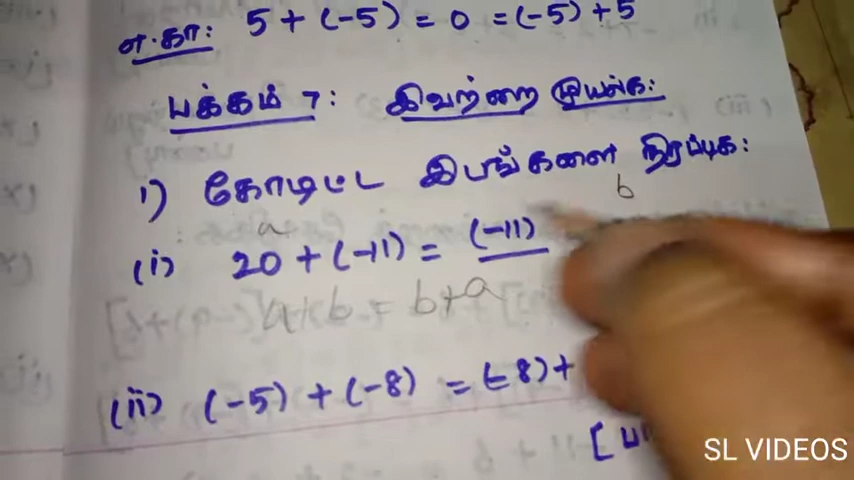 எ.கா: 5 + (-5) = 0 = (-5) + 5
பக்கம் 7: இவற்றை முயல்க:
1) கோடிட்ட இடங்களை நிரப்புக:
a b
(i) 20 + (-11) = (-11)
a + b = b + a
(ii) (-5) + (-8) = (-8) +
SL VIDEOS